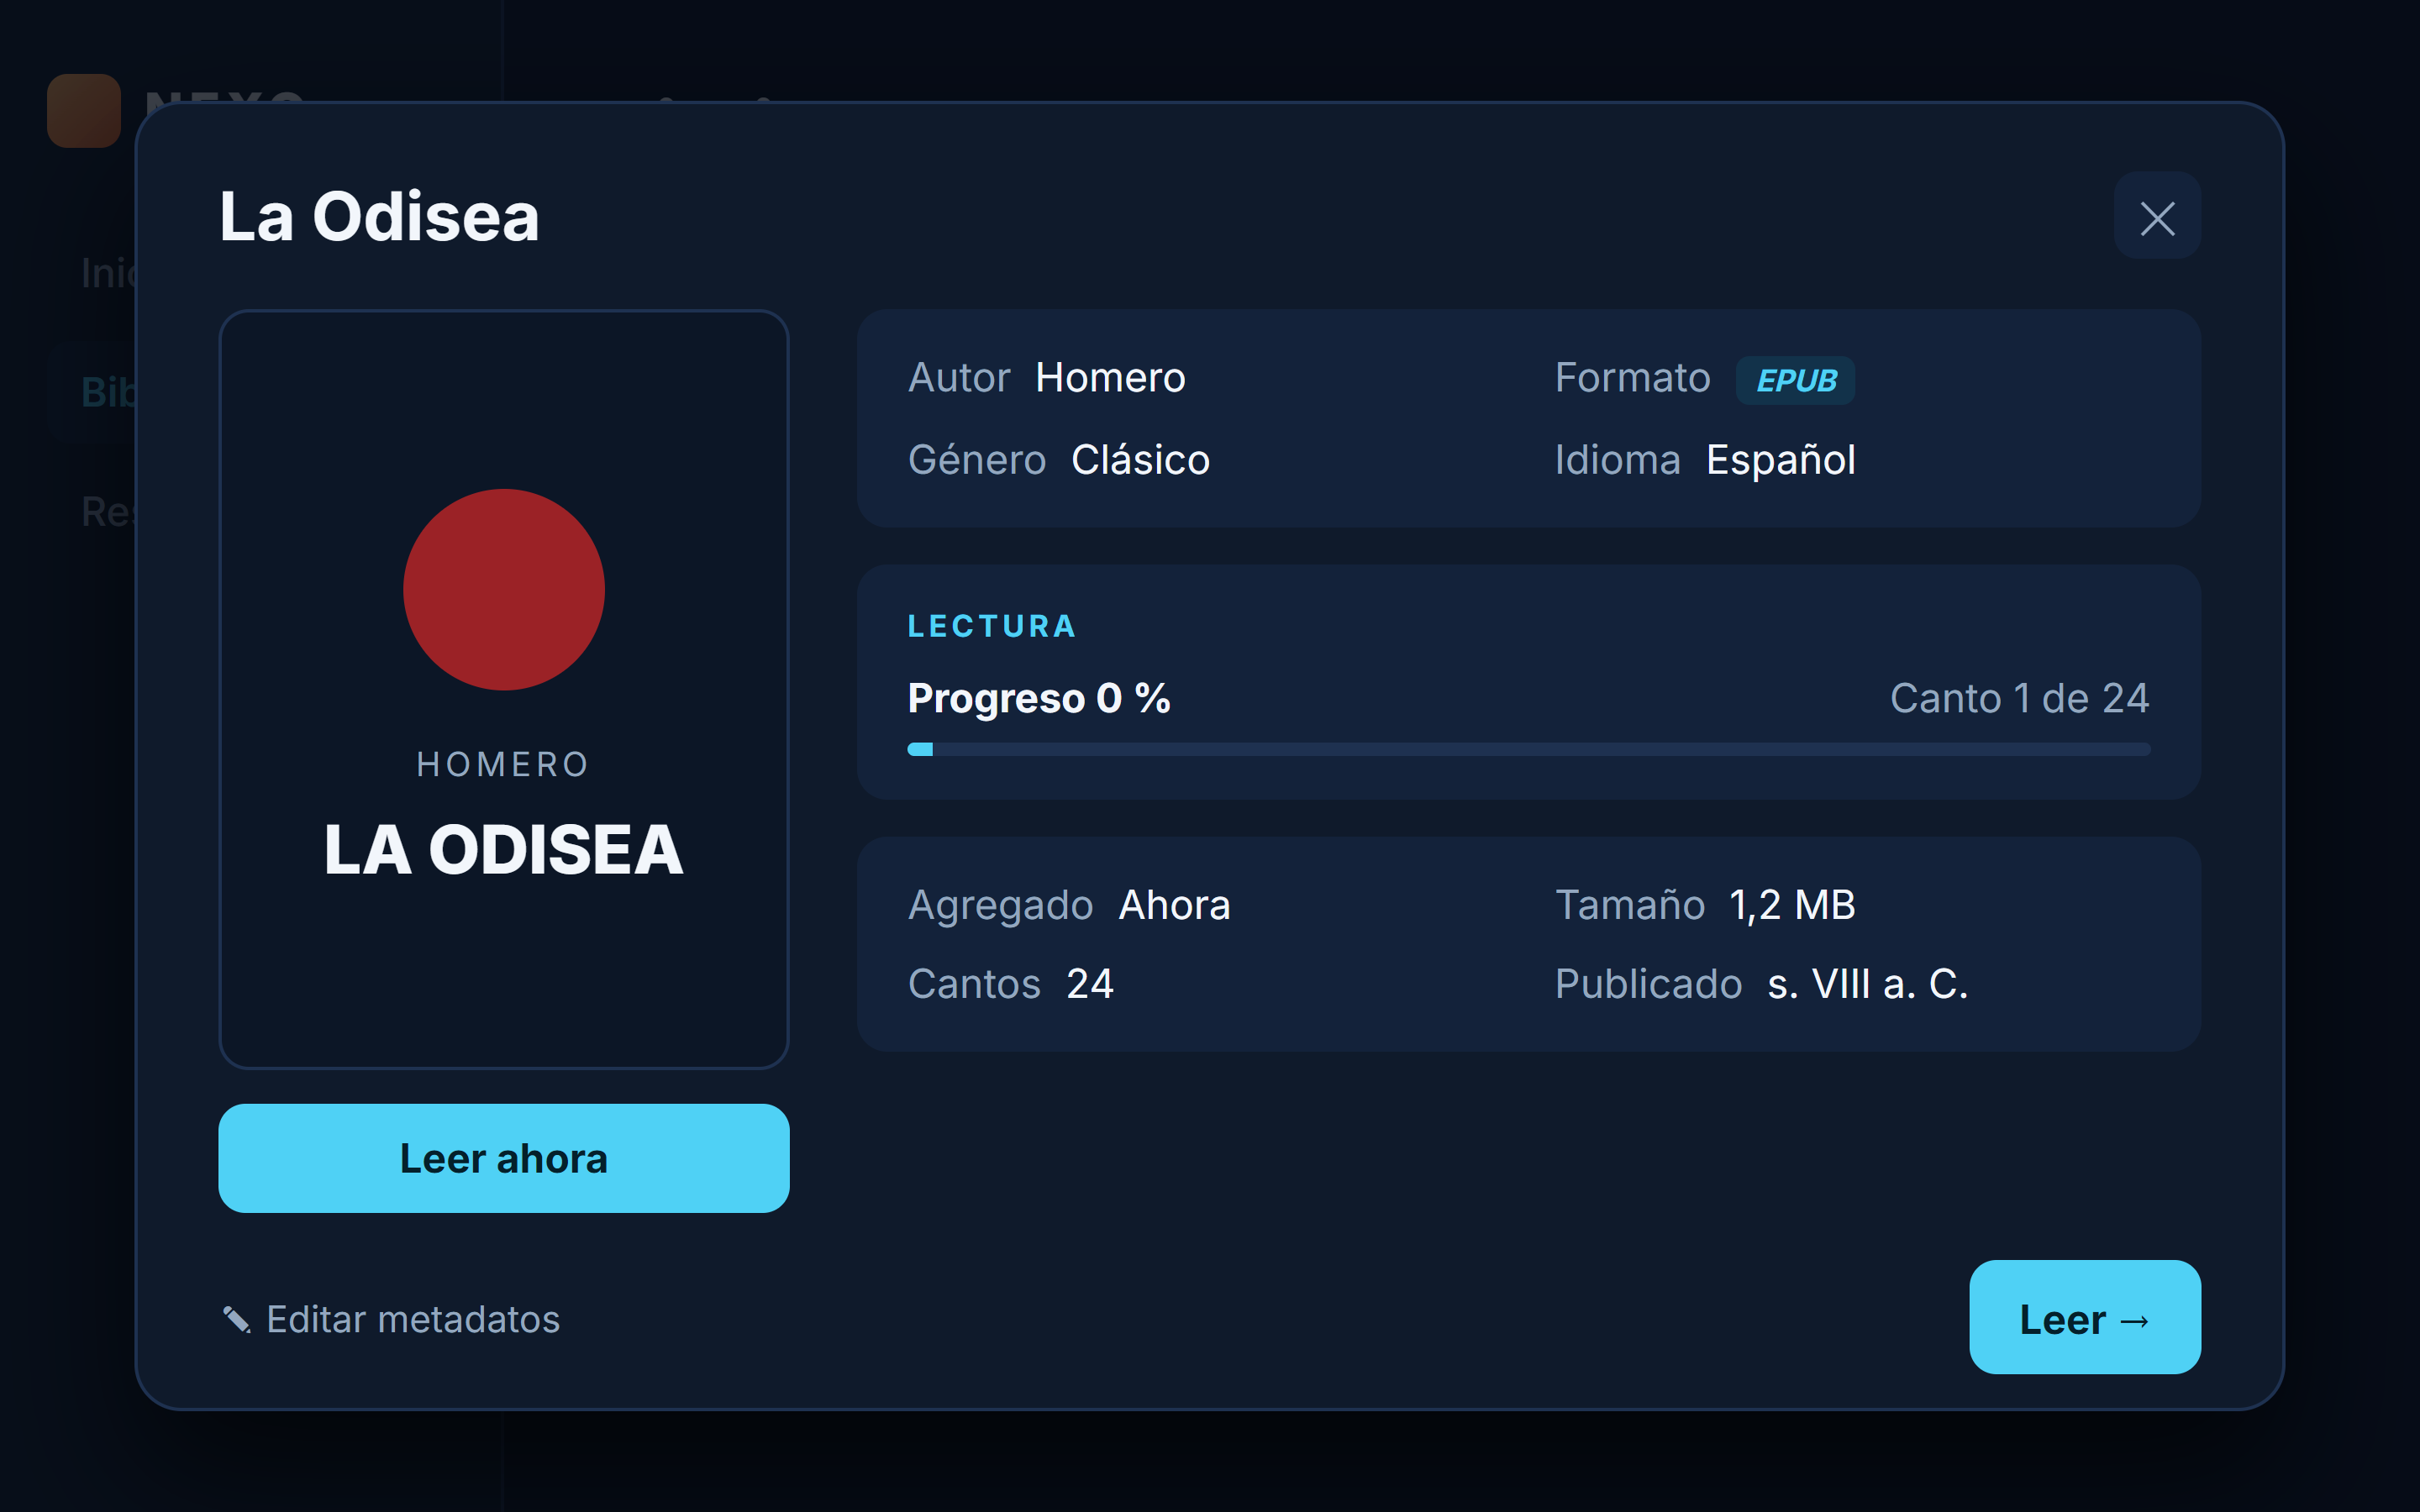 La Odisea
HOMERO
LA ODISEA
Leer ahora
Autor Homero
Formato EPUB
Género Clásico
Idioma Español
LECTURA
Progreso 0 %
Canto 1 de 24
Agregado Ahora
Tamaño 1,2 MB
Cantos 24
Publicado s. VIII a. C.
Editar metadatos
Leer →